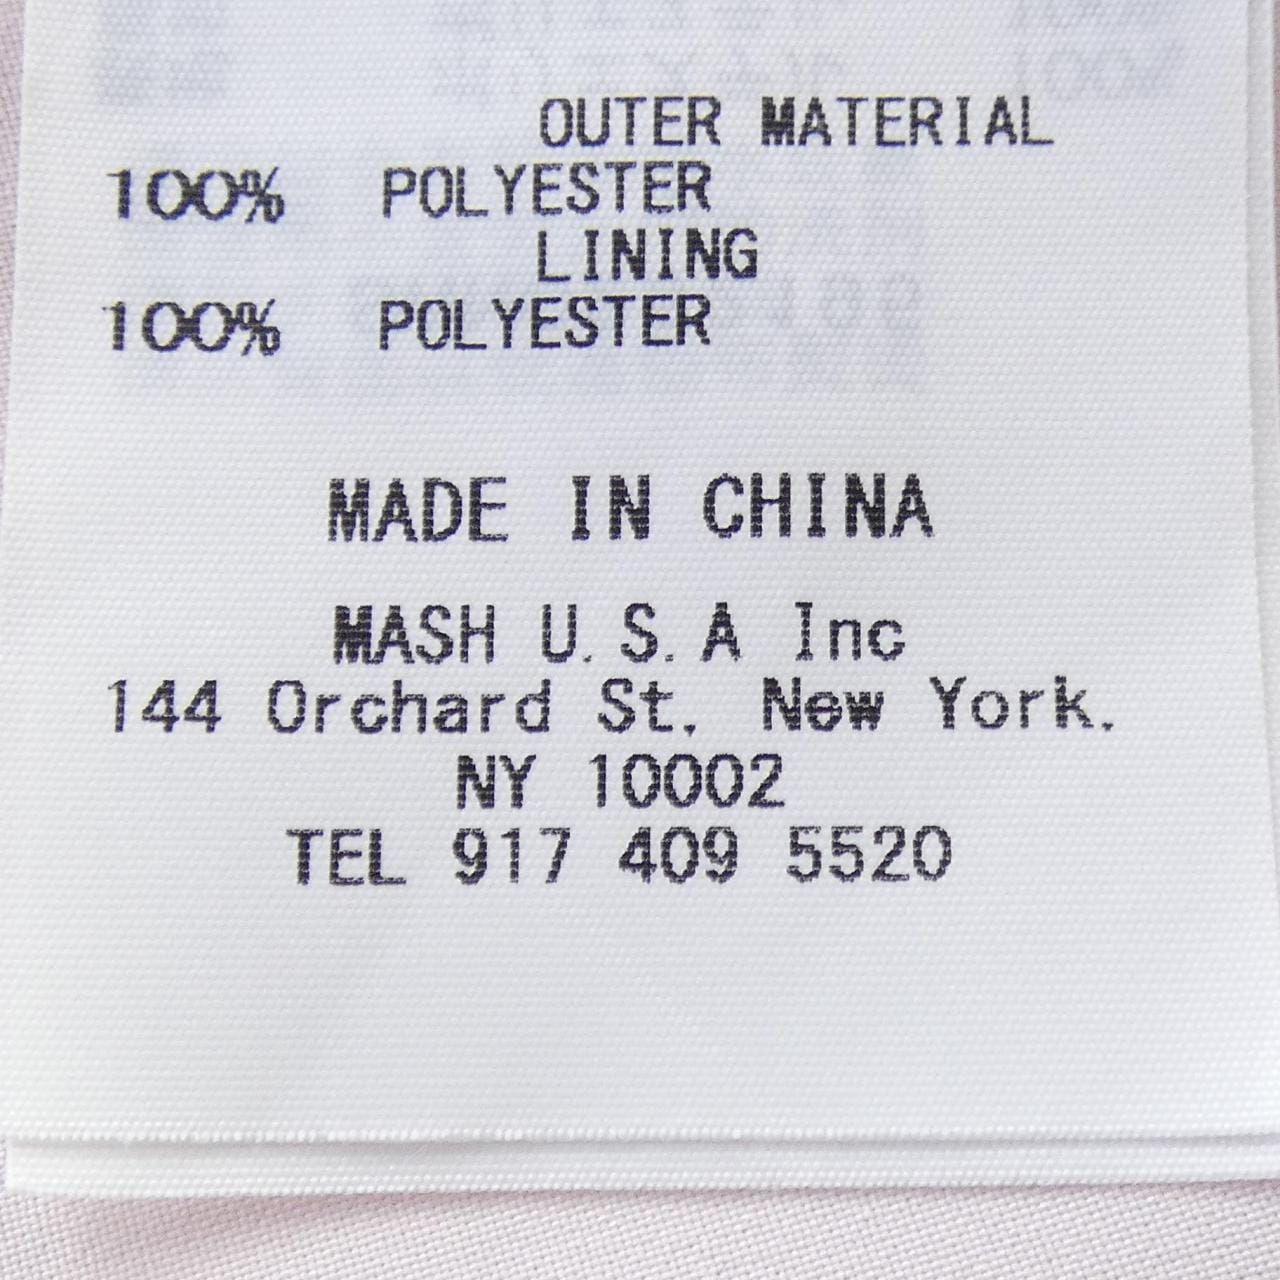 OUTER MATERIAL
100% POLYESTER
LINING
100% POLYESTER
MADE IN CHINA
MASH U.S.A Inc
144 Orchard St, New York,
NY 10002
TEL 917 409 5520